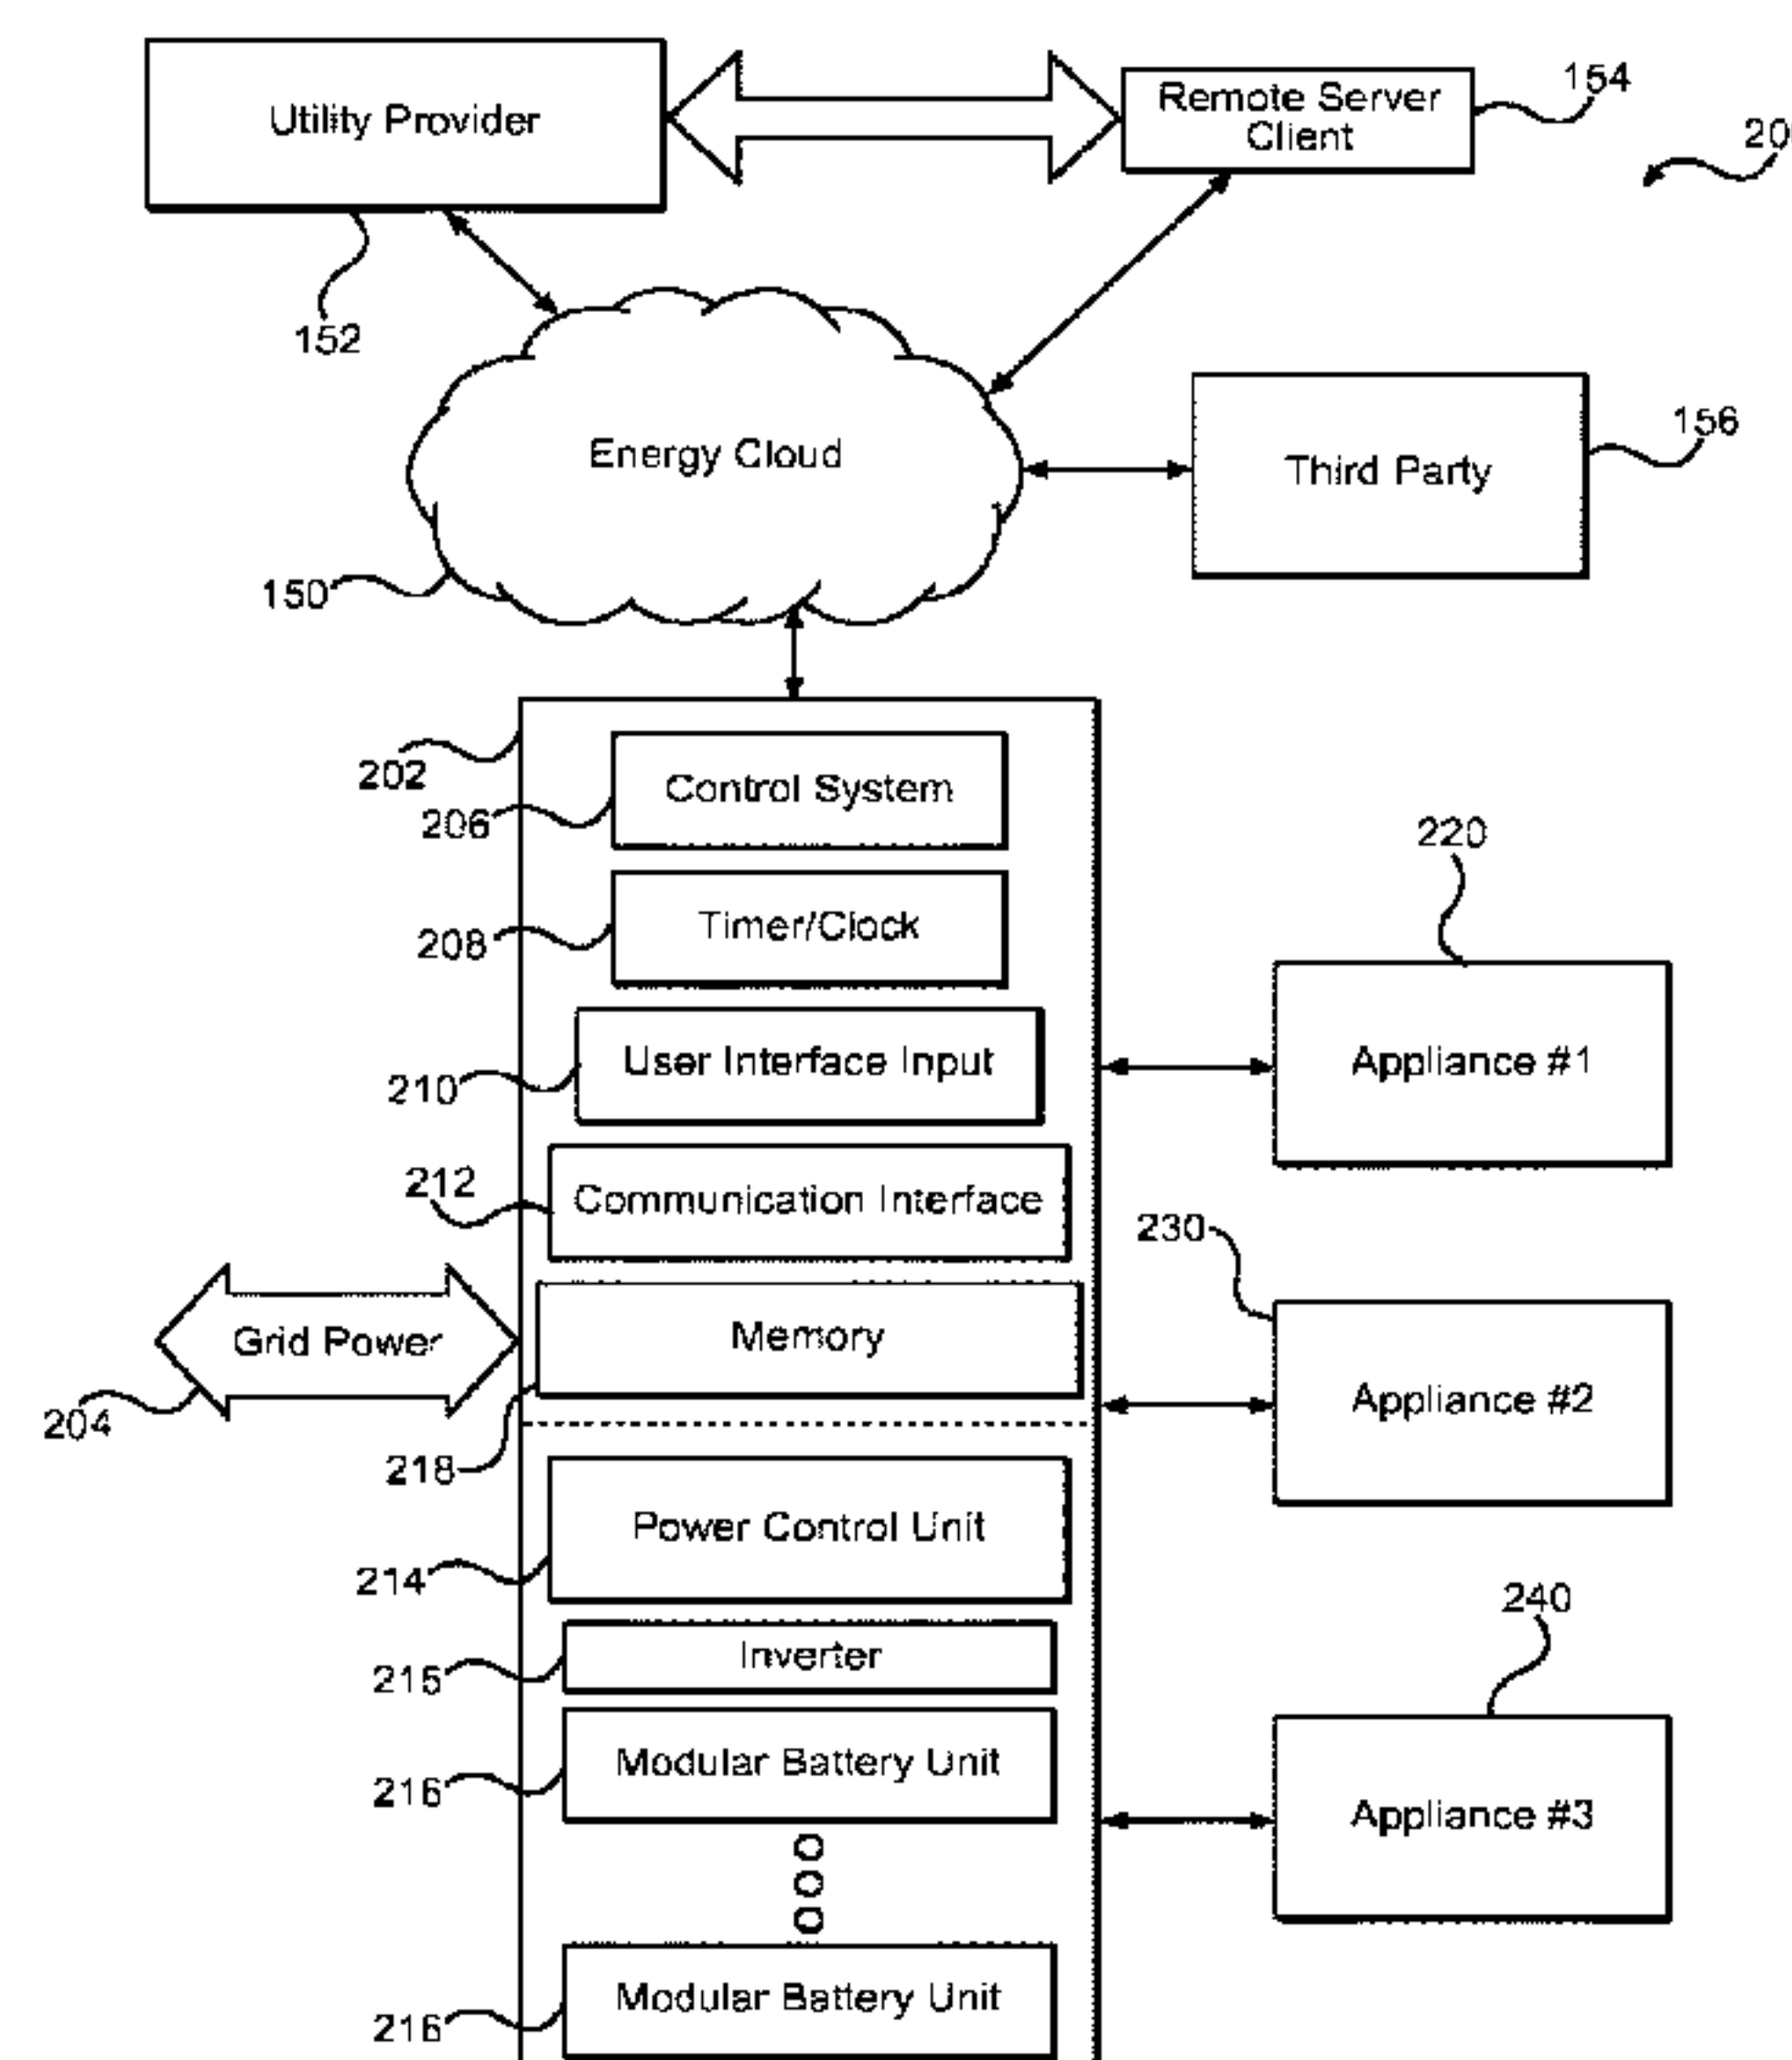 Utility Provider
Remote Server
Client
154
20
152
Energy Cloud
Third Party
156
150
202
Control System
206
220
Timer/Clock
208
User Interface Input
210
Appliance #1
212
Communication Interface
230
Grid Power
Memory
204
218
Appliance #2
Power Control Unit
214
240
Inverter
215
Modular Battery Unit
216
Appliance #3
Modular Battery Unit
216